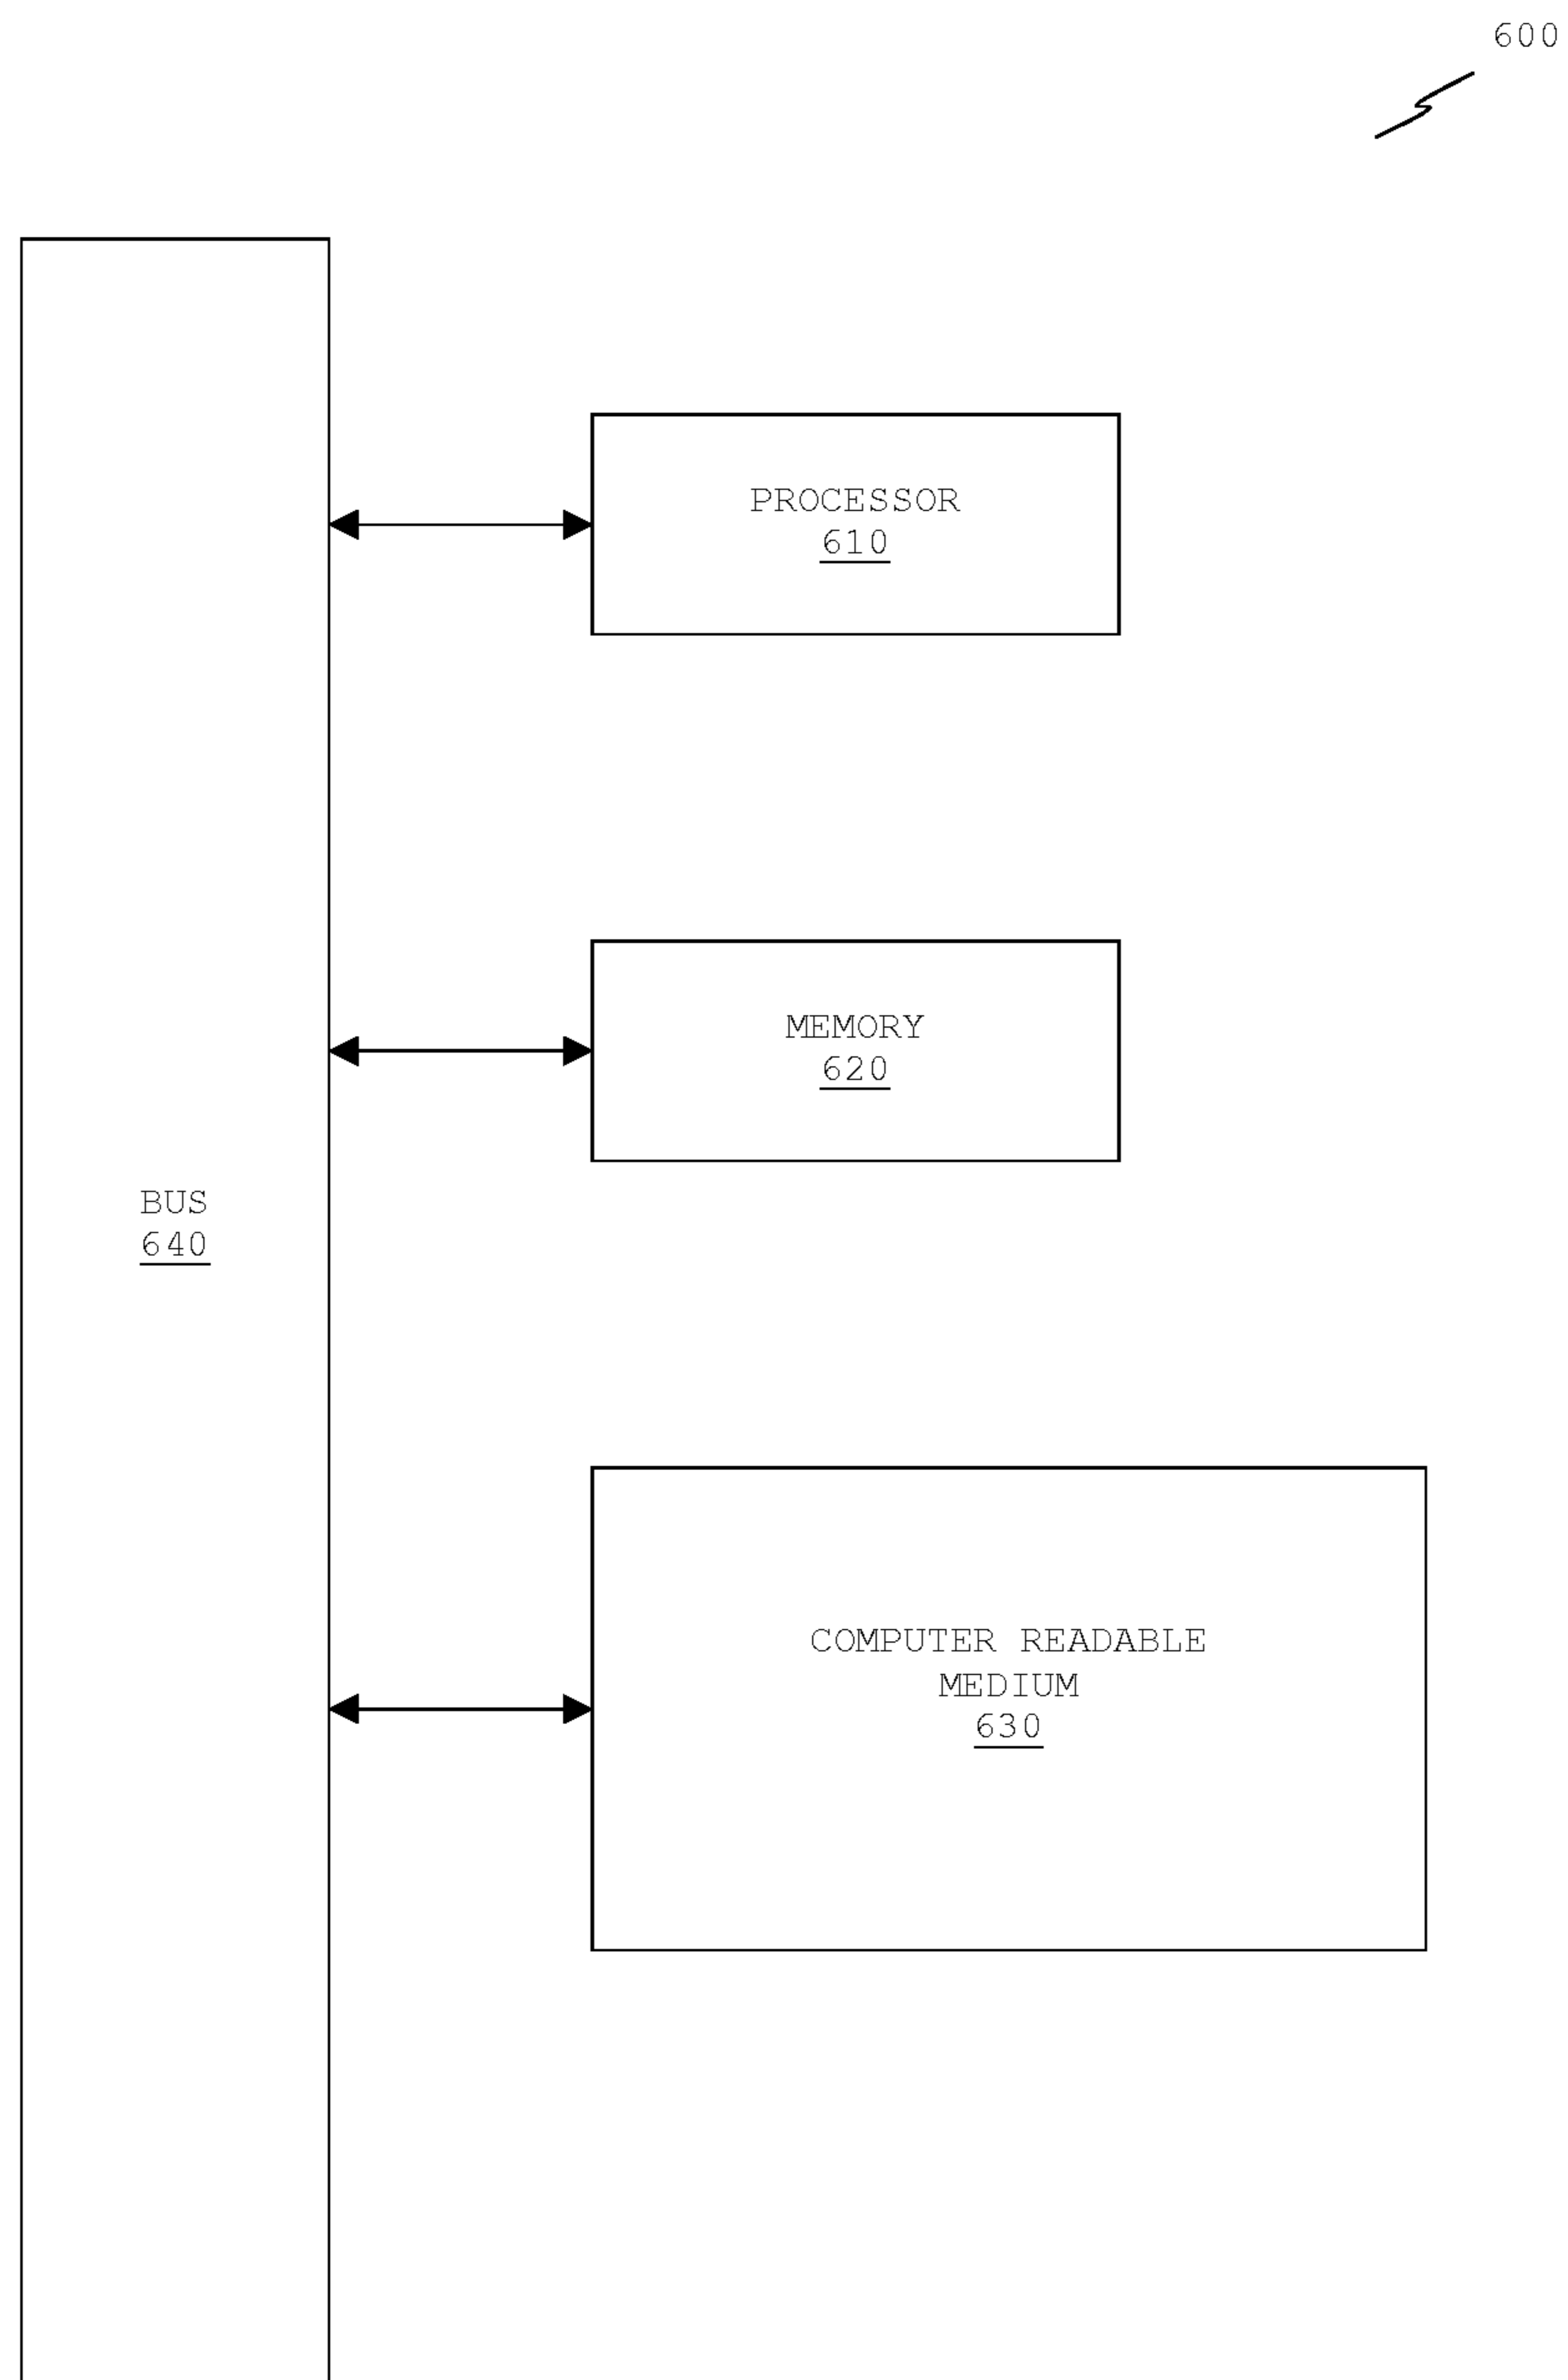 600
PROCESSOR
610
MEMORY
620
BUS
640
COMPUTER READABLE
MEDIUM
630